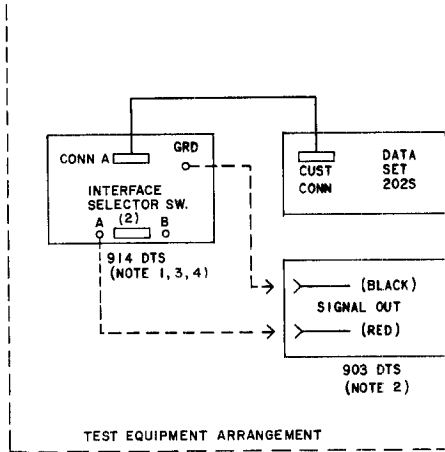 CONN A
GRD
INTERFACE
SELECTOR SW.
(2)
A
B
914 DTS
(NOTE 1,3,4)
CUST
CONN
DATA
SET
202S
(BLACK)
SIGNAL OUT
(RED)
903 DTS
(NOTE 2)
TEST EQUIPMENT ARRANGEMENT